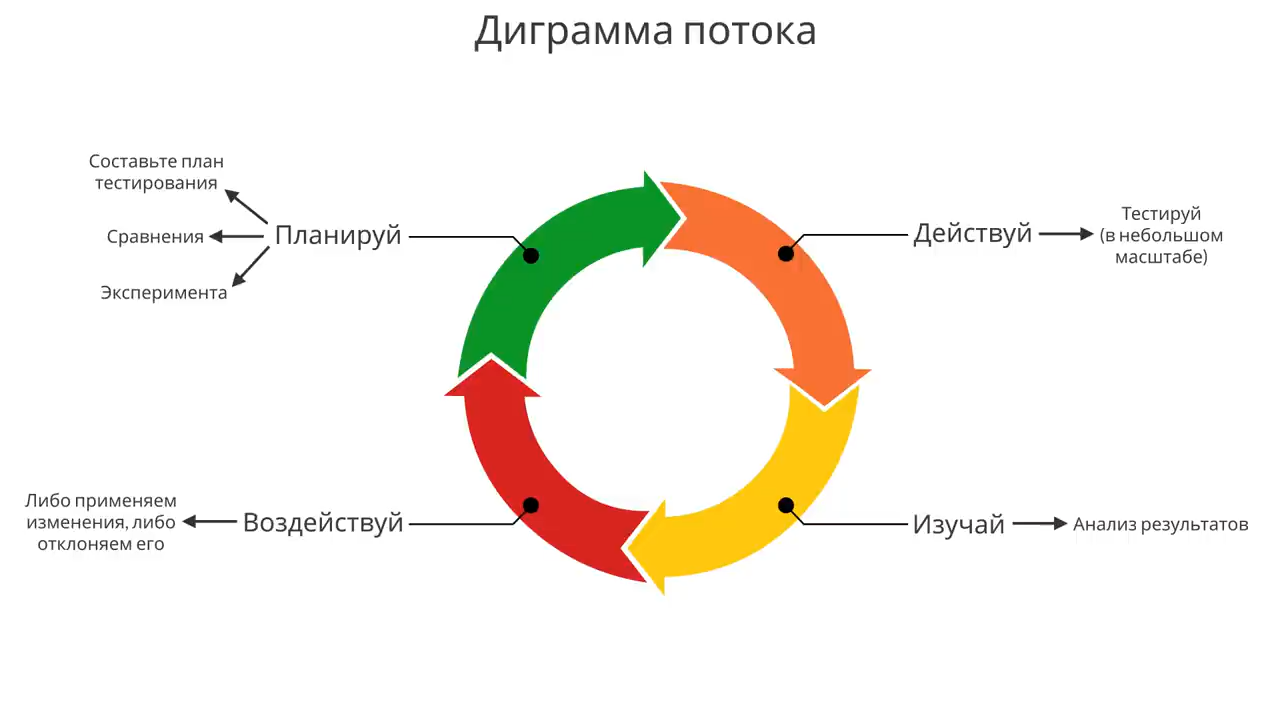 Диграмма потока
Составьте план
тестирования
Сравнения
Эксперимента
Планируй
Действуй
Тестируй
(в небольшом
масштабе)
Либо применяем
изменения, либо
отклоняем его
Воздействуй
Изучай
Анализ результатов